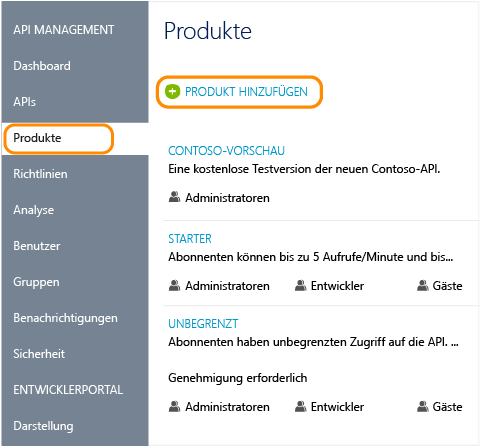 API MANAGEMENT
Dashboard
APIs
Produkte
Richtlinien
Analyse
Benutzer
Gruppen
Benachrichtigungen
Sicherheit
ENTWICKLERPORTAL
Darstellung
Produkte
PRODUKT HINZUFÜGEN
CONTOSO-VORSCHAU
Eine kostenlose Testversion der neuen Contoso-API.
Administratoren
STARTER
Abonnenten können bis zu 5 Aufrufe/Minute und bis...
Administratoren Entwickler Gäste
UNBEGRENZT
Abonnenten haben unbegrenzten Zugriff auf die API. ...
Genehmigung erforderlich
Administratoren Entwickler Gäste